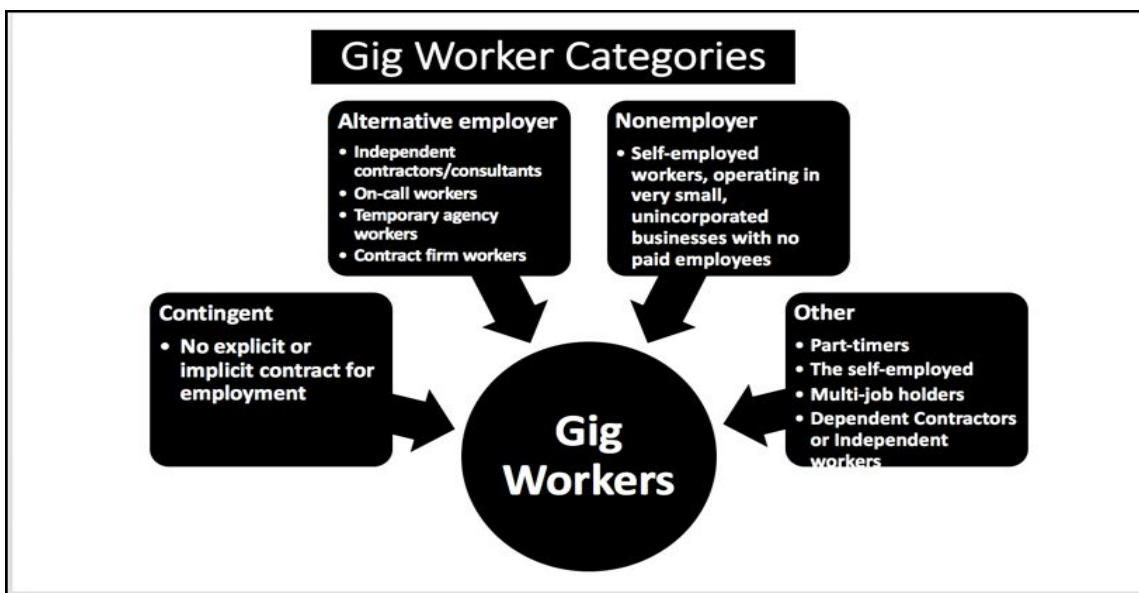 Gig Worker Categories
Alternative employer
• Independent
contractors/consultants
• On-call workers
• Temporary agency
workers
• Contract firm workers
Nonemployer
• Self-employed
workers, operating in
very small,
unincorporated
businesses with no
paid employees
Contingent
• No explicit or
implicit contract for
employment
Other
• Part-timers
• The self-employed
• Multi-job holders
• Dependent Contractors
or Independent
workers
Gig
Workers